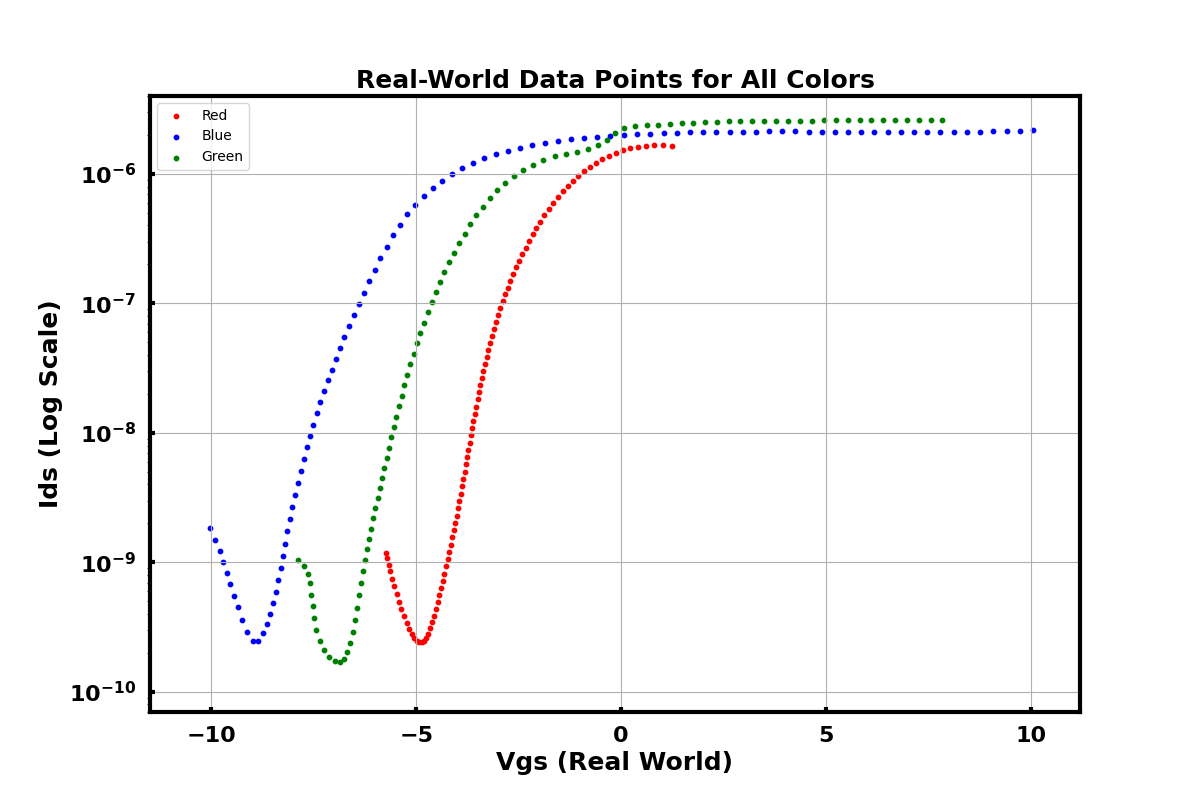 Real-World Data Points for All Colors
Red
Blue
Green
Ids (Log Scale)
10⁻⁶
10⁻⁷
10⁻⁸
10⁻⁹
10⁻¹⁰
−10
−5
0
5
10
Vgs (Real World)